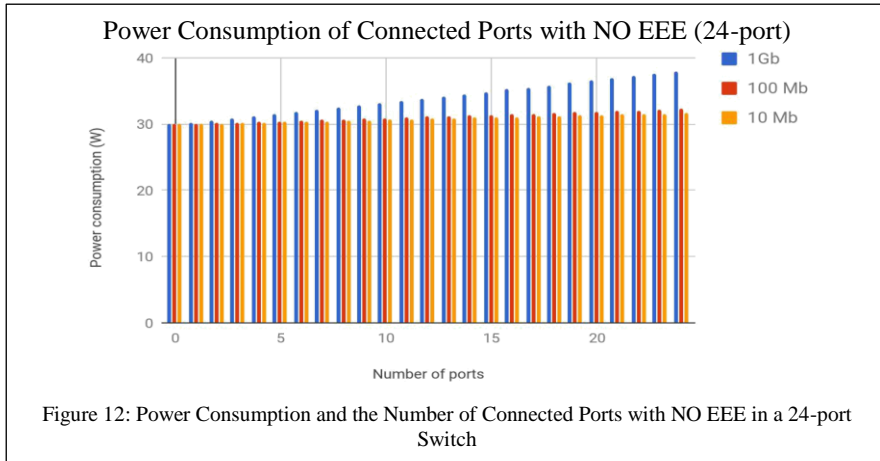 Power Consumption of Connected Ports with NO EEE (24-port)
40
30
20
10
0
Power consumption (W)
0 5 10 15 20
Number of ports
1Gb
100 Mb
10 Mb
Figure 12: Power Consumption and the Number of Connected Ports with NO EEE in a 24-port
Switch